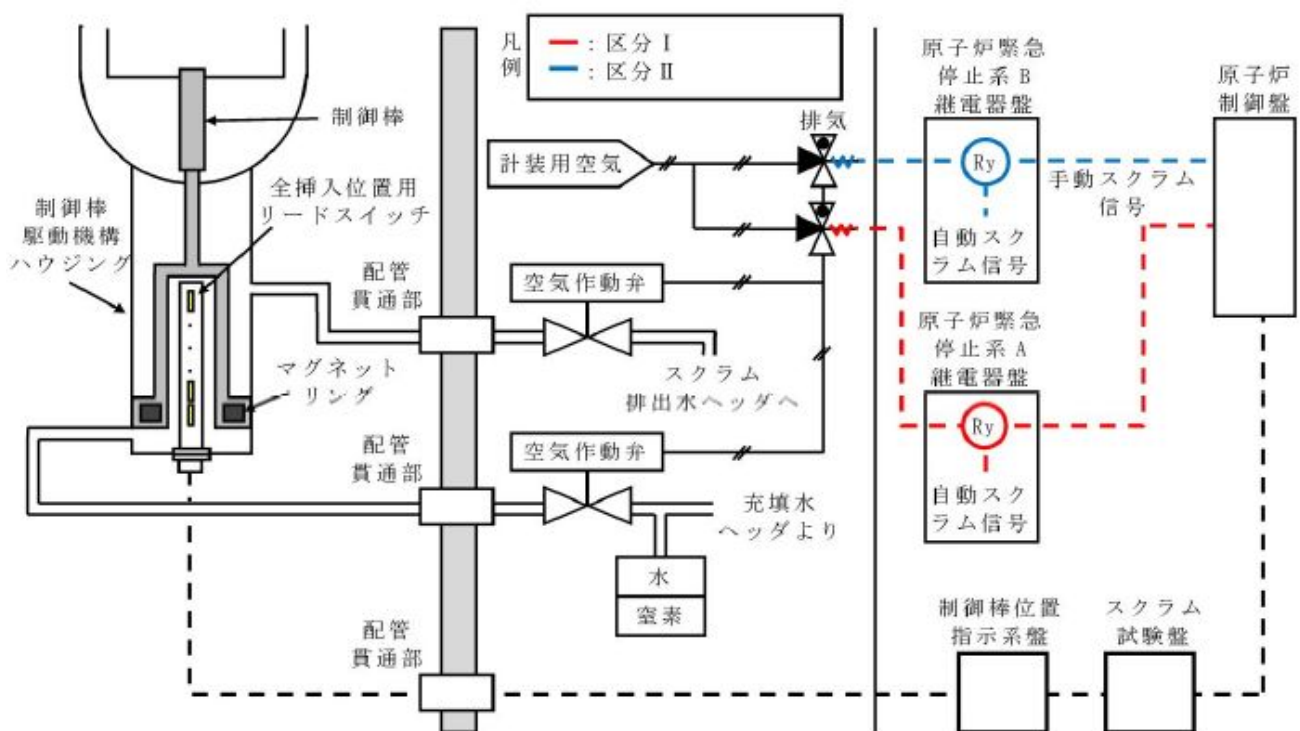 凡例
: 区分Ⅰ
: 区分Ⅱ
制御棒
全挿入位置用
リードスイッチ
制御棒
駆動機構
ハウジング
マグネット
リング
配管
貫通部
配管
貫通部
配管
貫通部
計装用空気
排気
空気作動弁
スクラム
排出水ヘッダへ
空気作動弁
充填水
ヘッダより
水
窒素
原子炉緊急
停止系B
継電器盤
Ry
自動スク
ラム信号
手動スクラム
信号
原子炉
制御盤
原子炉緊急
停止系A
継電器盤
Ry
自動スク
ラム信号
制御棒位置
指示系盤
スクラム
試験盤